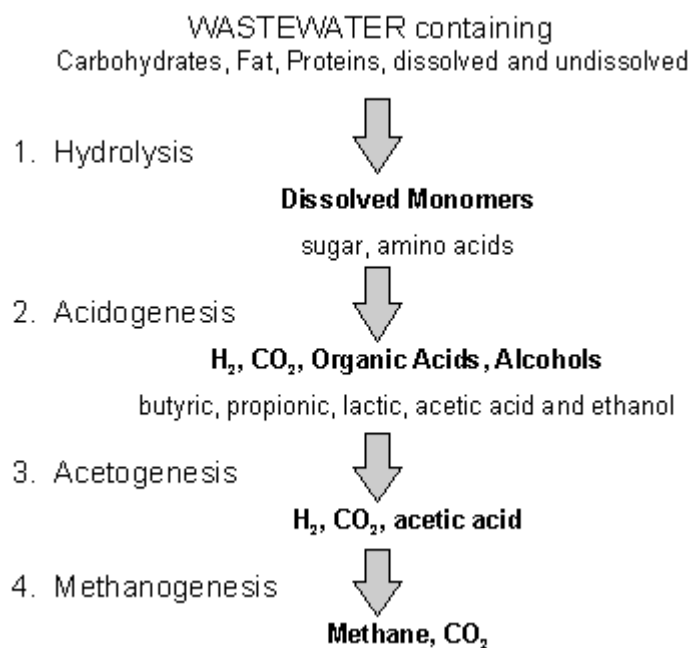 WASTEWATER containing
Carbohydrates, Fat, Proteins, dissolved and undissolved
1. Hydrolysis
Dissolved Monomers
sugar, amino acids
2. Acidogenesis
H₂, CO₂, Organic Acids, Alcohols
butyric, propionic, lactic, acetic acid and ethanol
3. Acetogenesis
H₂, CO₂, acetic acid
4. Methanogenesis
Methane, CO₂